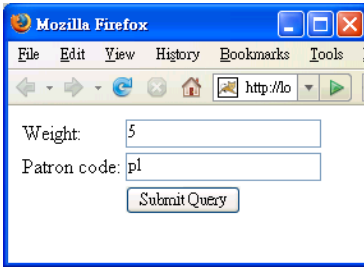 Mozilla Firefox
File Edit View History Bookmarks Tools
http://lo
Weight: 5
Patron code: p1
Submit Query